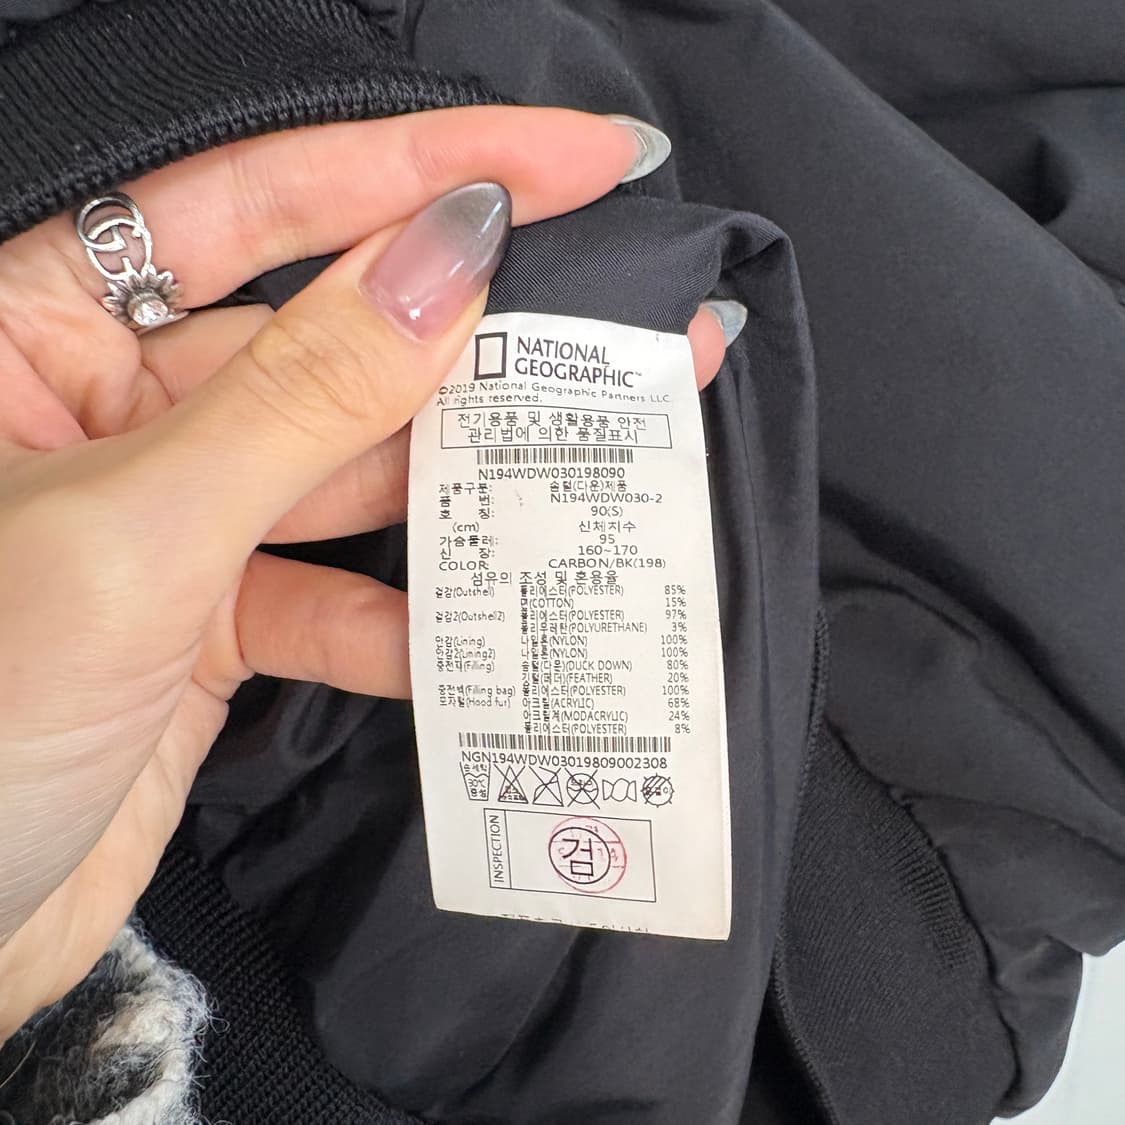 NATIONAL
GEOGRAPHIC™
©2019 National Geographic Partners LLC.
All rights reserved.
전기용품 및 생활용품 안전
관리법에 의한 품질표시
N194WDW030198090
제품구분: 솜털(다운)제품
품 번: N194WDW030-2
호 칭: 90(S)
(cm) 신체치수
가슴둘레: 95
신 장: 160~170
COLOR: CARBON/BK(198)
섬유의 조성 및 혼용율
겉감(Outshell) 폴리에스터(POLYESTER) 85%
면(COTTON) 15%
겉감2(Outshell2) 폴리에스터(POLYESTER) 97%
폴리우레탄(POLYURETHANE) 3%
안감(Lining) 나일론(NYLON) 100%
안감2(Lining2) 나일론(NYLON) 100%
충전재(Filling) 솜털(다운)(DUCK DOWN) 80%
깃털(페더)(FEATHER) 20%
충전백(Filling bag) 폴리에스터(POLYESTER) 100%
모자털(Hood fur) 아크릴(ACRYLIC) 68%
아크릴계(MODACRYLIC) 24%
폴리에스터(POLYESTER) 8%
NGN194WDW03019809002308
손세탁
30℃
중성
INSPECTION
검